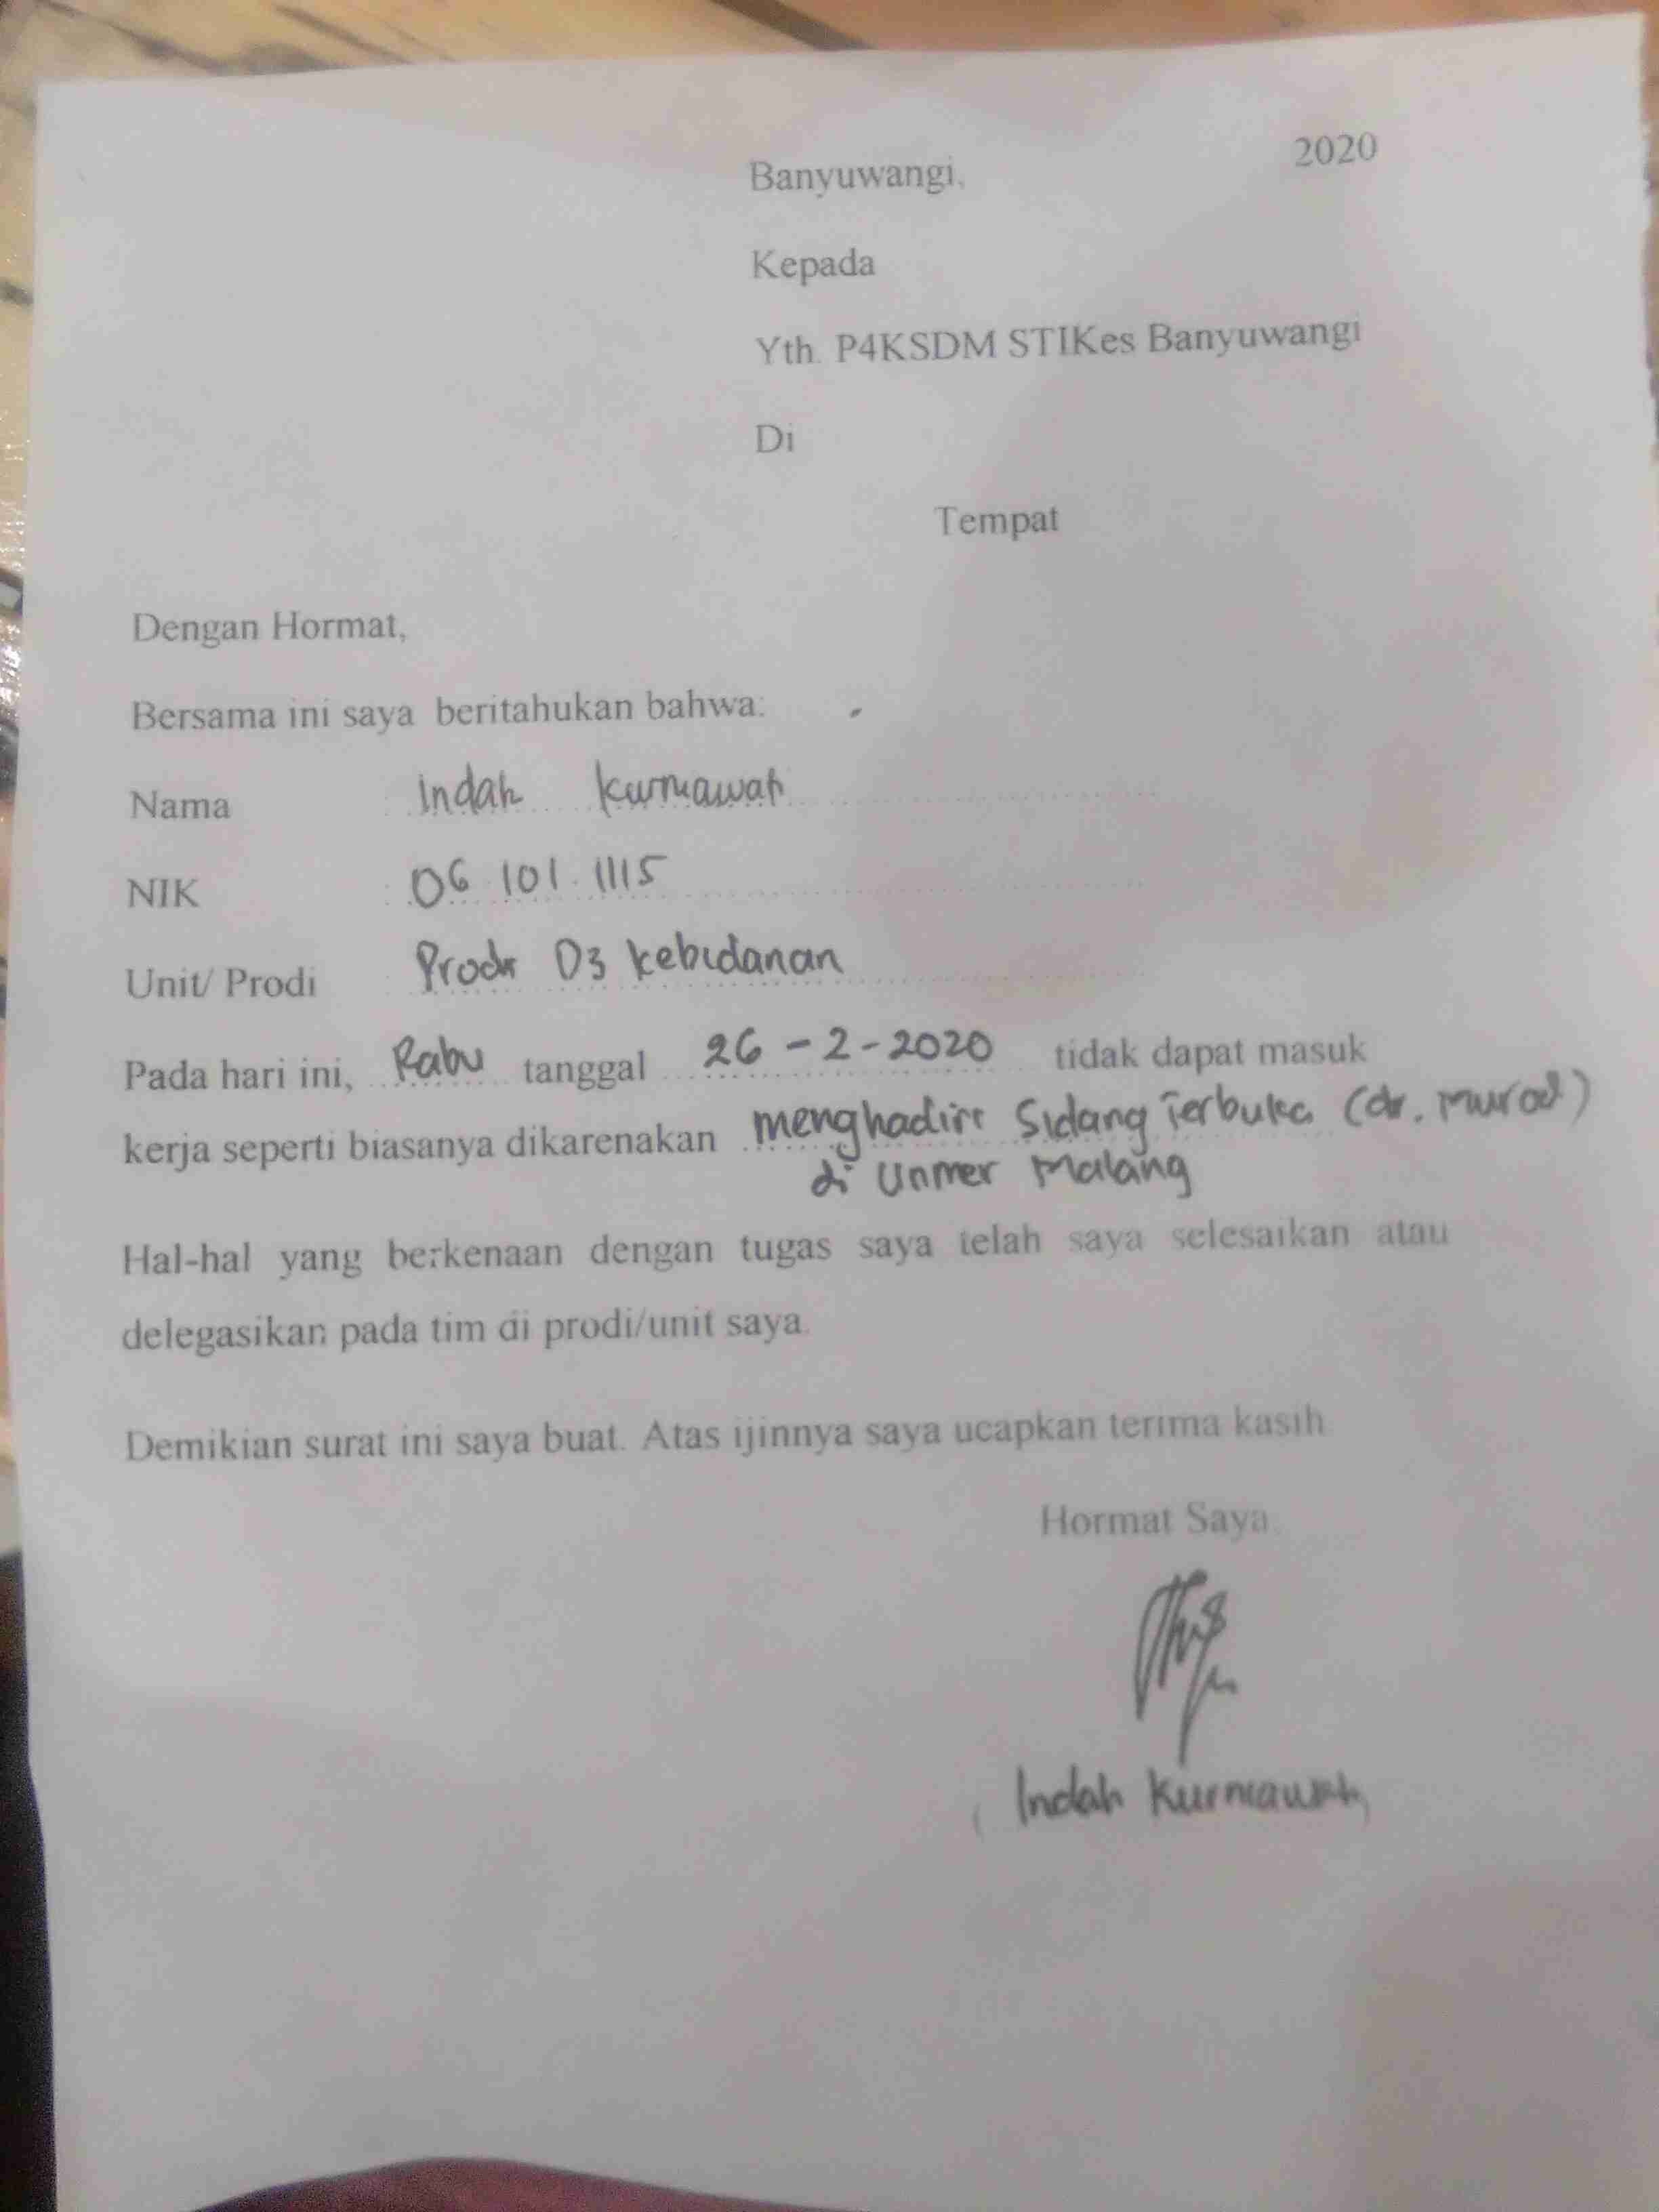 Banyuwangi, 2020
Kepada
Yth. P4KSDM STIKes Banyuwangi
Di
Tempat
Dengan Hormat,
Bersama ini saya beritahukan bahwa:
Nama Indah Kurniawati
NIK 06.101.1115
Unit/ Prodi Prodi D3 Kebidanan
Pada hari ini, Rabu tanggal 26-2-2020 tidak dapat masuk
kerja seperti biasanya dikarenakan menghadiri Sidang Terbuka (dr. Murod)
di Unmer Malang
Hal-hal yang berkenaan dengan tugas saya telah saya selesaikan atau
delegasikan pada tim di prodi/unit saya.
Demikian surat ini saya buat. Atas ijinnya saya ucapkan terima kasih
Hormat Saya,
( Indah Kurniawati )